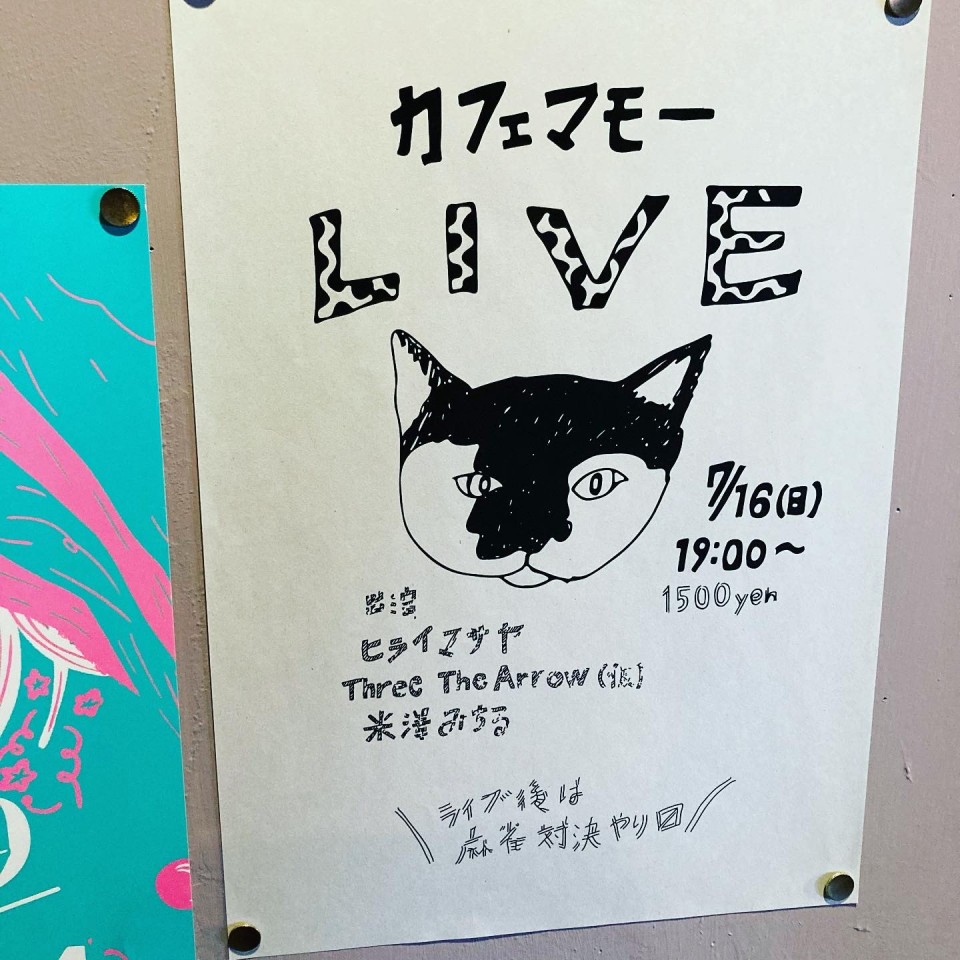 カフェマモー
LIVE
7/16(日)
19:00〜
1500yen
出演
ヒライマサヤ
Three The Arrow (仮)
米澤みちる
ライブ後は
麻雀対決やり〼